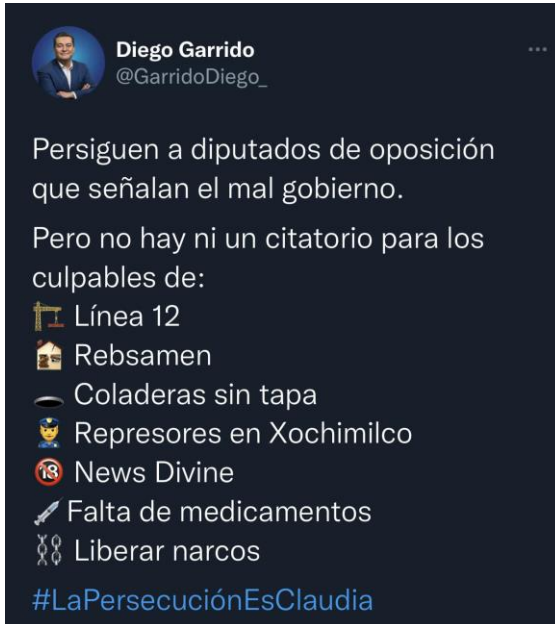 Diego Garrido
@GarridoDiego_
Persiguen a diputados de oposición
que señalan el mal gobierno.
Pero no hay ni un citatorio para los
culpables de:
🏗️ Línea 12
🏚️ Rebsamen
🕳️ Coladeras sin tapa
👮 Represores en Xochimilco
🔞 News Divine
💉 Falta de medicamentos
⛓️ Liberar narcos
#LaPersecuciónEsClaudia